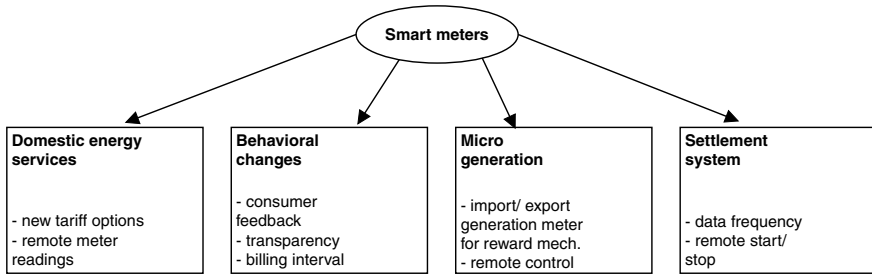 Smart meters
Domestic energy
services
- new tariff options
- remote meter
readings
Behavioral
changes
- consumer
feedback
- transparency
- billing interval
Micro
generation
- import/ export
generation meter
for reward mech.
- remote control
Settlement
system
- data frequency
- remote start/
stop